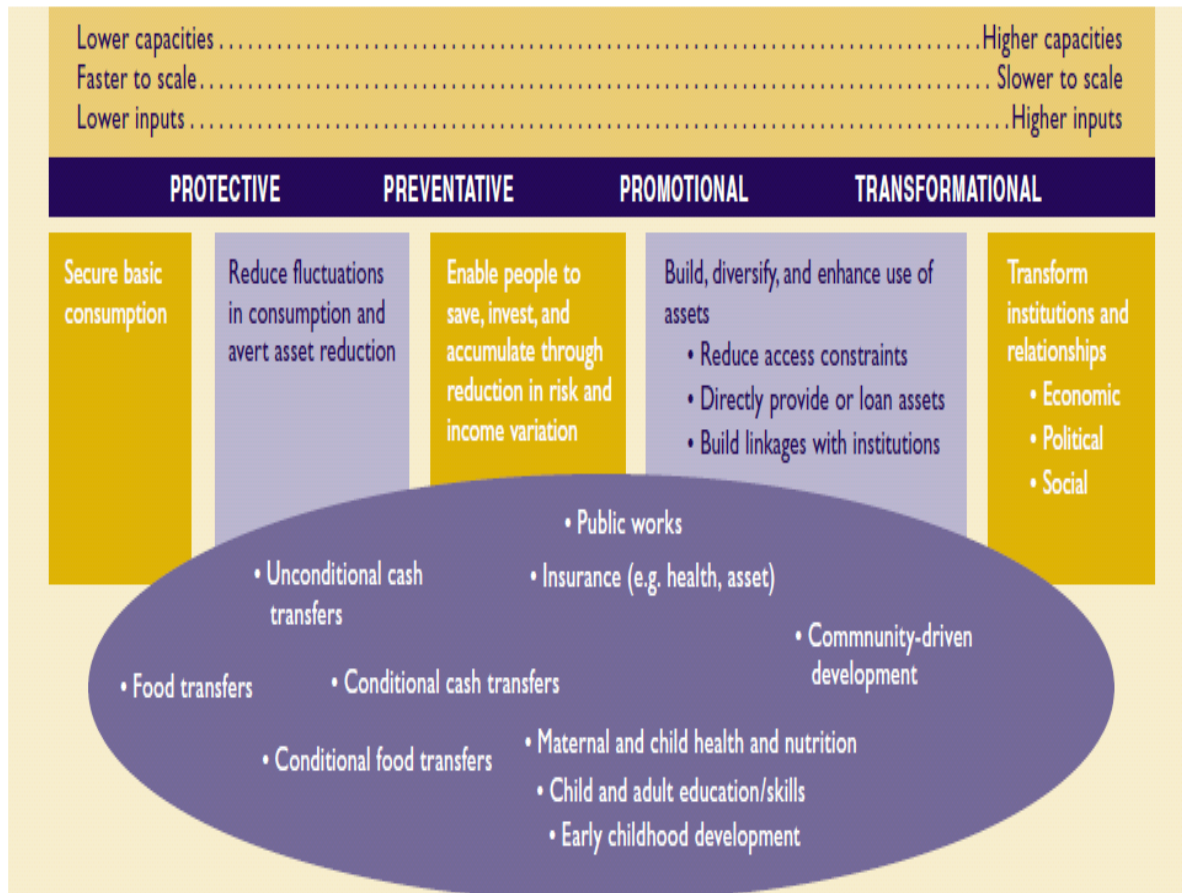 Lower capacities . . . . . . . . . . . . . . . . . . . . . . . . . . . . . . . . . . . . . . . . Higher capacities
Faster to scale . . . . . . . . . . . . . . . . . . . . . . . . . . . . . . . . . . . . . . . . Slower to scale
Lower inputs . . . . . . . . . . . . . . . . . . . . . . . . . . . . . . . . . . . . . . . . Higher inputs
PROTECTIVE PREVENTATIVE PROMOTIONAL TRANSFORMATIONAL
Secure basic
consumption
Reduce fluctuations
in consumption and
avert asset reduction
Enable people to
save, invest, and
accumulate through
reduction in risk and
income variation
Build, diversify, and enhance use of
assets
• Reduce access constraints
• Directly provide or loan assets
• Build linkages with institutions
Transform
institutions and
relationships
• Economic
• Political
• Social
• Public works
• Unconditional cash
transfers
• Insurance (e.g. health, asset)
• Commnunity-driven
development
• Food transfers
• Conditional cash transfers
• Conditional food transfers
• Maternal and child health and nutrition
• Child and adult education/skills
• Early childhood development